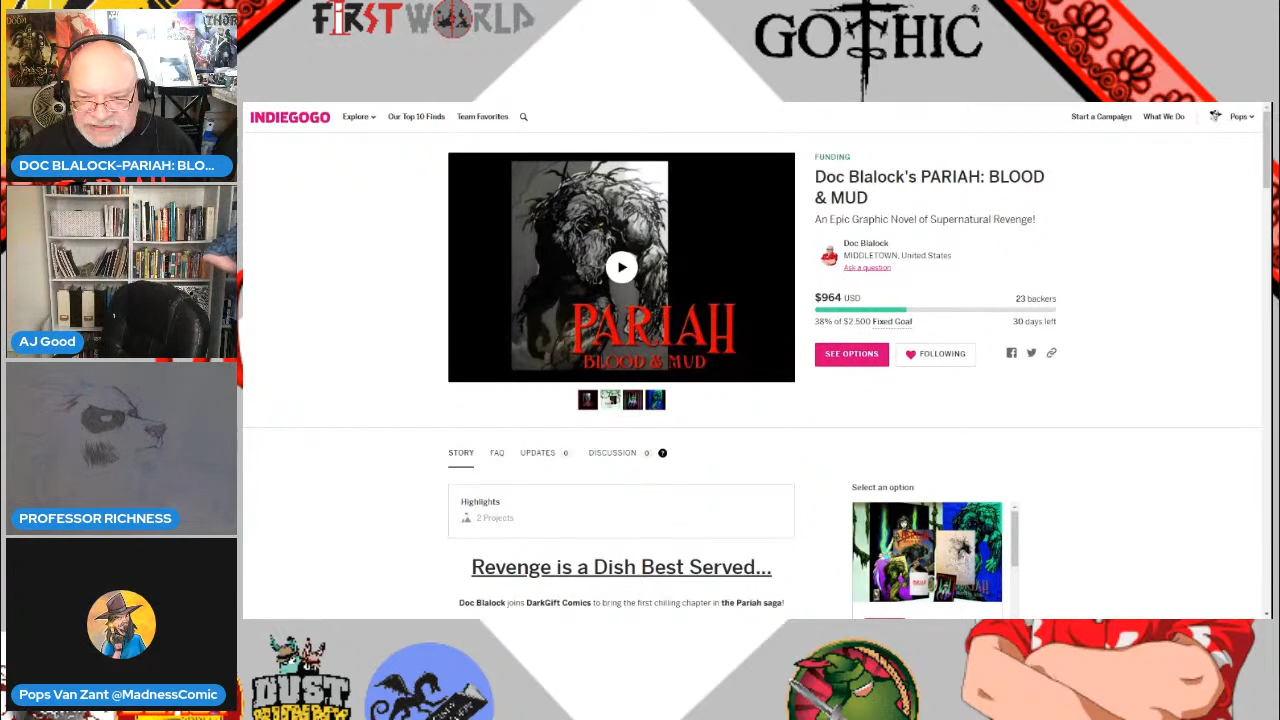 DOOM
THOR
FIRST WORLD
GOTHIC
DOC BLALOCK-PARIAH: BLO...
AJ Good
PROFESSOR RICHNESS
Pops Van Zant @MadnessComic
INDIEGOGO
Explore
Our Top 10 Finds
Team Favorites
Start a Campaign
What We Do
Pops
PARIAH
BLOOD & MUD
FUNDING
Doc Blalock's PARIAH: BLOOD
& MUD
An Epic Graphic Novel of Supernatural Revenge!
Doc Blalock
MIDDLETOWN, United States
Ask a question
$964 USD
23 backers
38% of $2,500 Fixed Goal
30 days left
SEE OPTIONS
FOLLOWING
STORY
FAQ
UPDATES 0
DISCUSSION 0 ?
Highlights
2 Projects
Revenge is a Dish Best Served...
Doc Blalock joins DarkGift Comics to bring the first chilling chapter in the Pariah saga!
Select an option
PARIAH
DUST
BUNNY